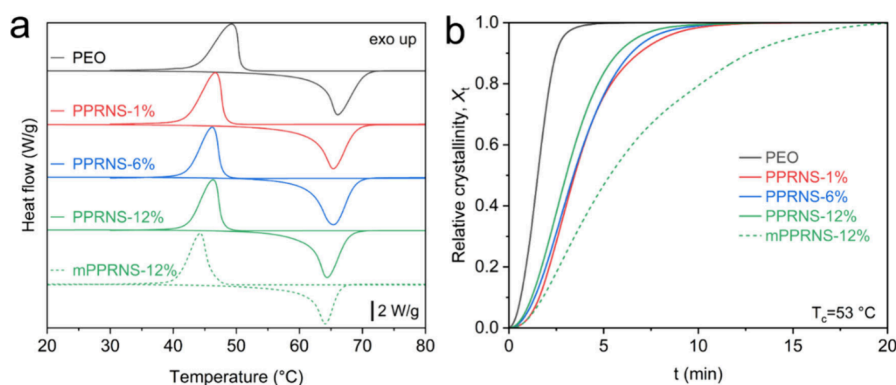 a
exo up
PEO
PPRNS-1%
PPRNS-6%
PPRNS-12%
mPPRNS-12%
2 W/g
Heat flow (W/g)
20 30 40 50 60 70 80
Temperature (°C)
b
1.0
0.8
0.6
0.4
0.2
0.0
Relative crystallinity, Xt
PEO
PPRNS-1%
PPRNS-6%
PPRNS-12%
mPPRNS-12%
Tc=53 °C
0 5 10 15 20
t (min)